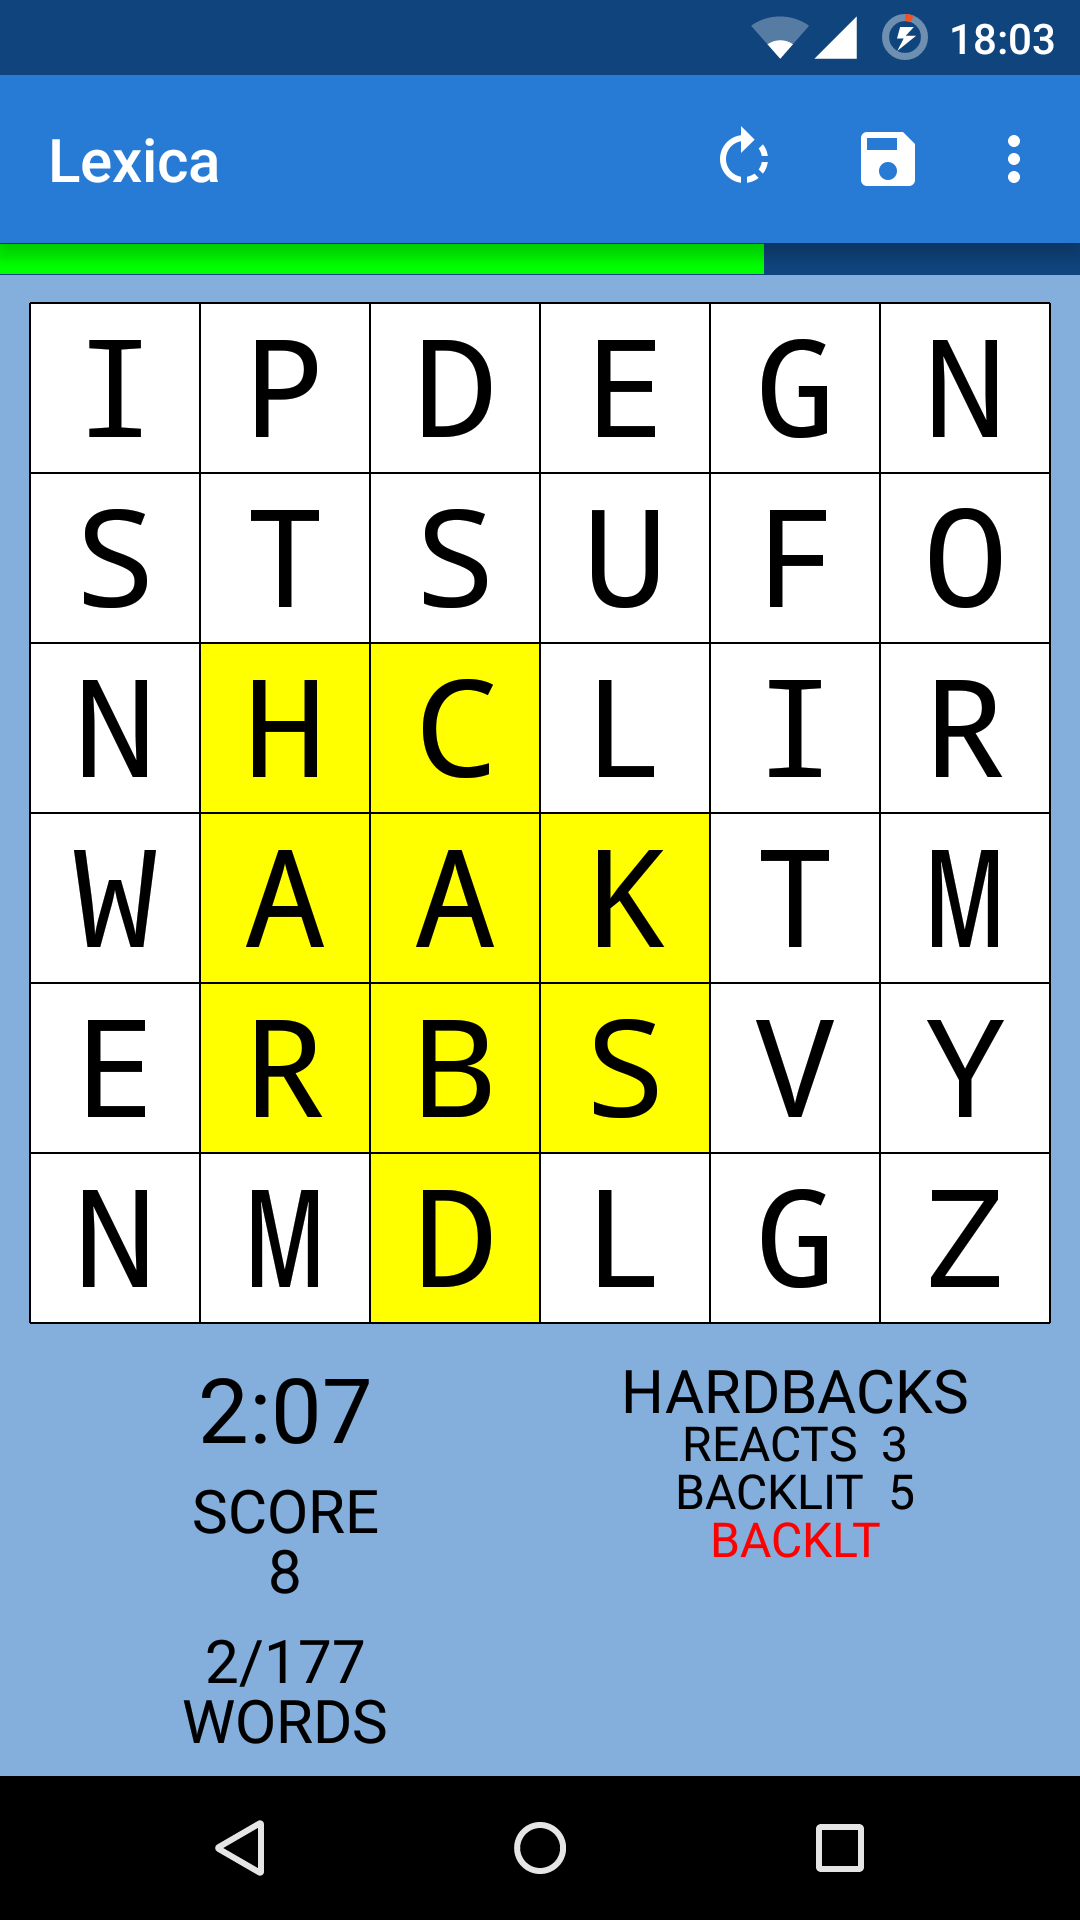 18:03
Lexica
I P D E G N
S T S U F O
N H C L I R
W A A K T M
E R B S V Y
N M D L G Z
2:07
SCORE
8
2/177
WORDS
HARDBACKS
REACTS 3
BACKLIT 5
BACKLT